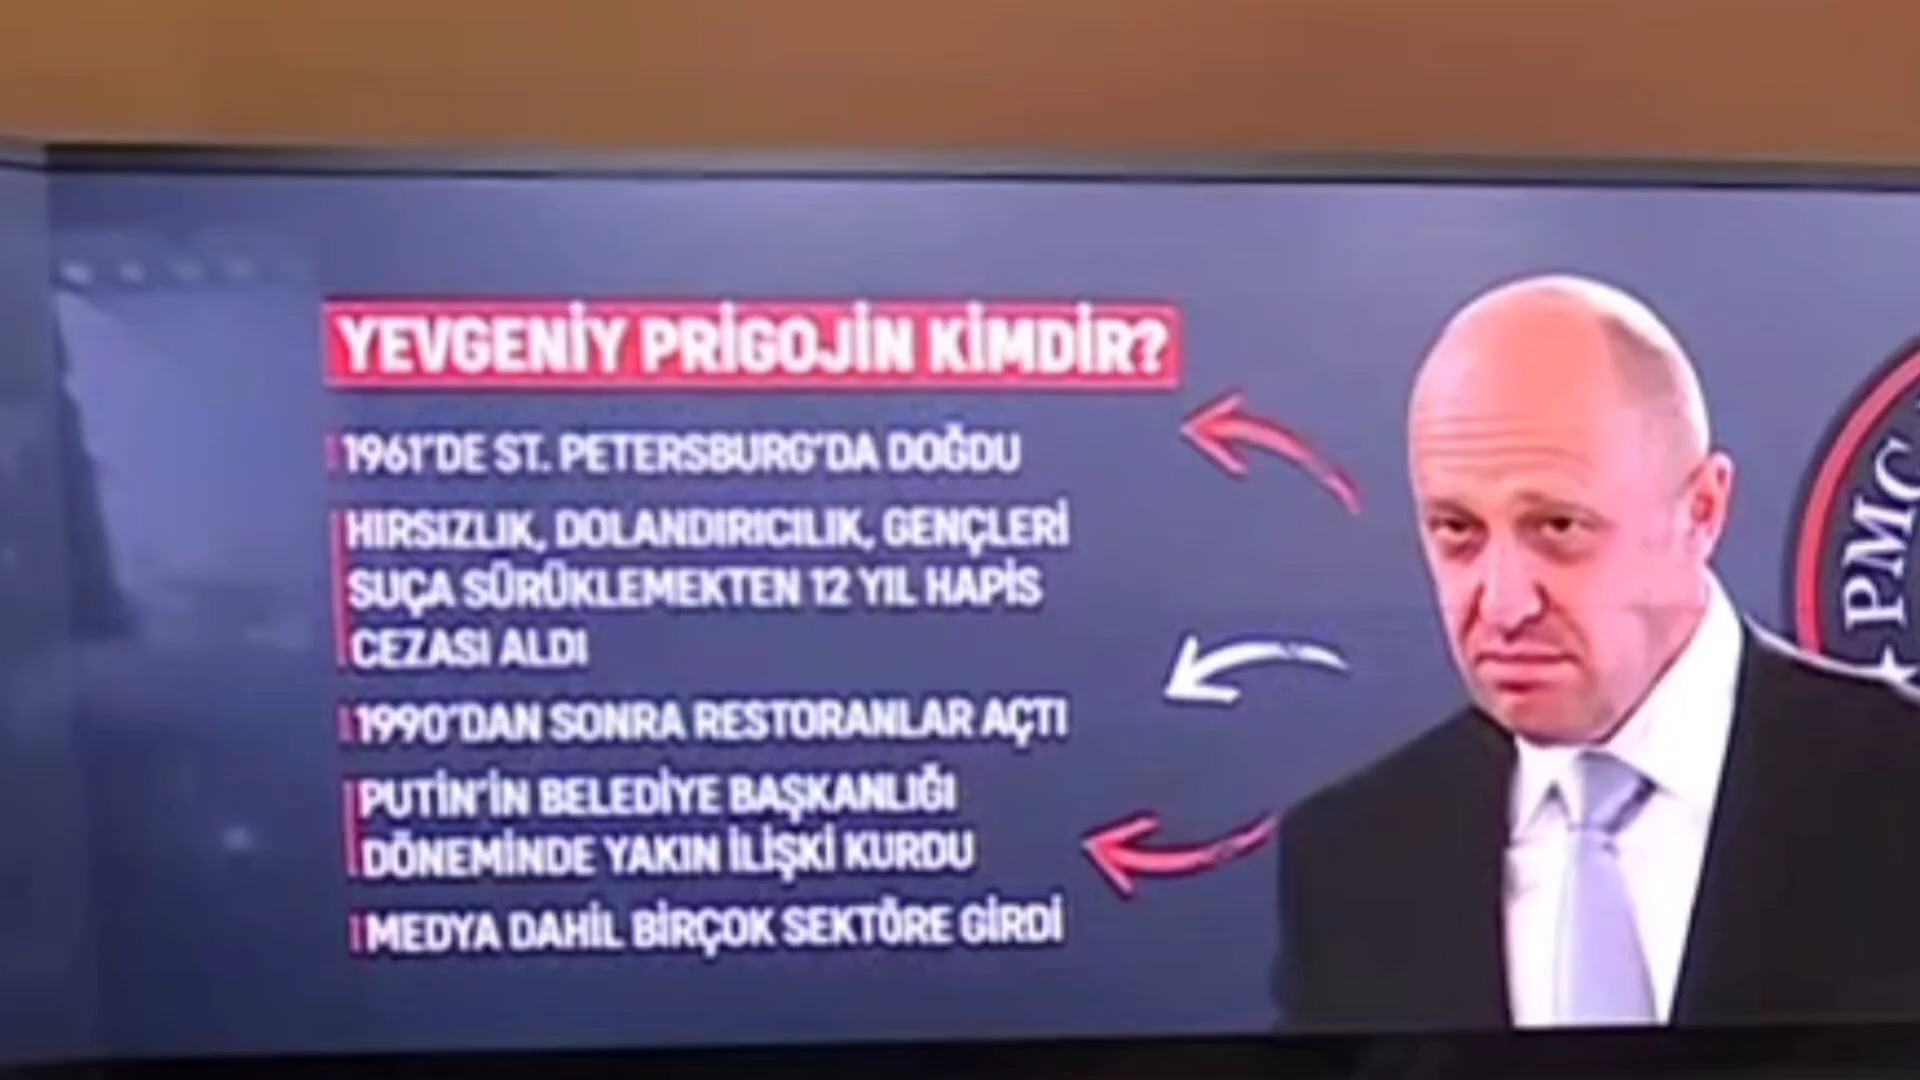 YEVGENİY PRİGOJİN KİMDİR?
1961'DE ST. PETERSBURG'DA DOĞDU
HIRSIZLIK, DOLANDIRICILIK, GENÇLERİ
SUÇA SÜRÜKLEMEKTEN 12 YIL HAPİS
CEZASI ALDI
1990'DAN SONRA RESTORANLAR AÇTI
PUTİN'İN BELEDİYE BAŞKANLIĞI
DÖNEMİNDE YAKIN İLİŞKİ KURDU
MEDYA DAHİL BİRÇOK SEKTÖRE GİRDİ
PMC